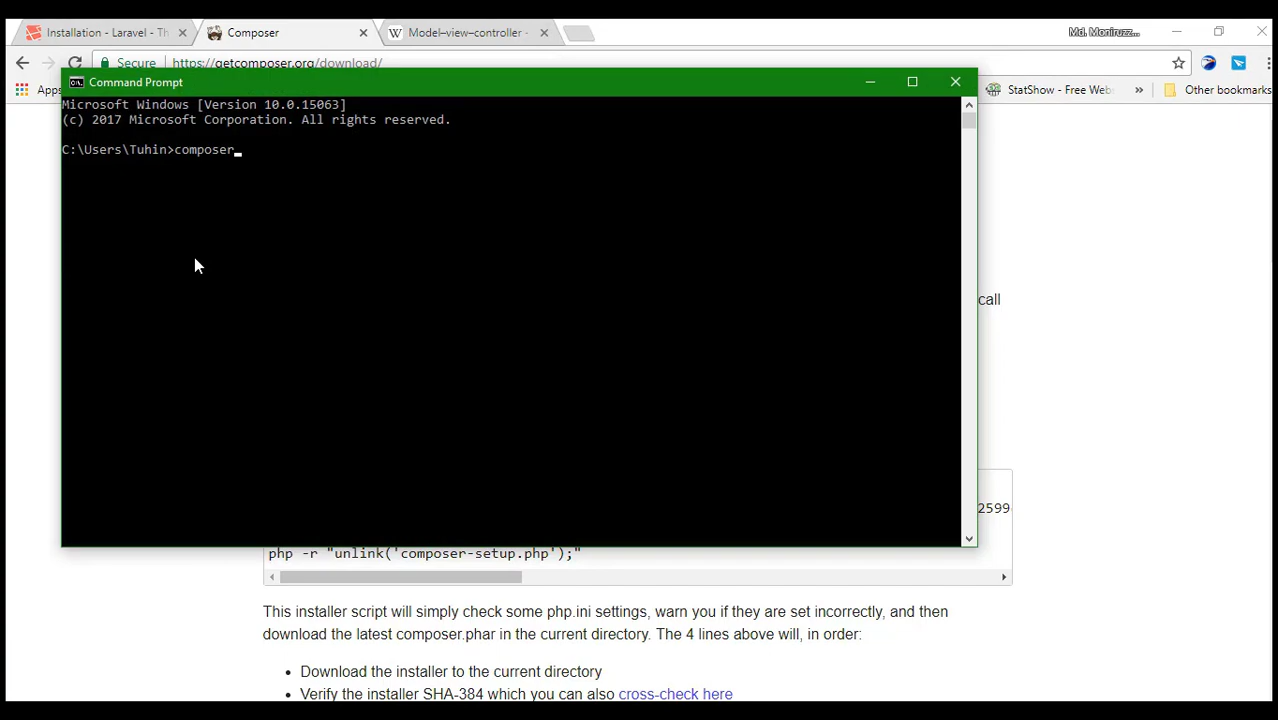 Installation - Laravel - Th
Composer
Model–view–controller -
Md. Moniruzz...
Secure
https://getcomposer.org/download/
Apps
StatShow - Free Web
»
Other bookmarks
Command Prompt
Microsoft Windows [Version 10.0.15063]
(c) 2017 Microsoft Corporation. All rights reserved.
C:\Users\Tuhin>composer_
call
2599
php -r "unlink('composer-setup.php');"
This installer script will simply check some php.ini settings, warn you if they are set incorrectly, and then
download the latest composer.phar in the current directory. The 4 lines above will, in order:
• Download the installer to the current directory
• Verify the installer SHA-384 which you can also cross-check here